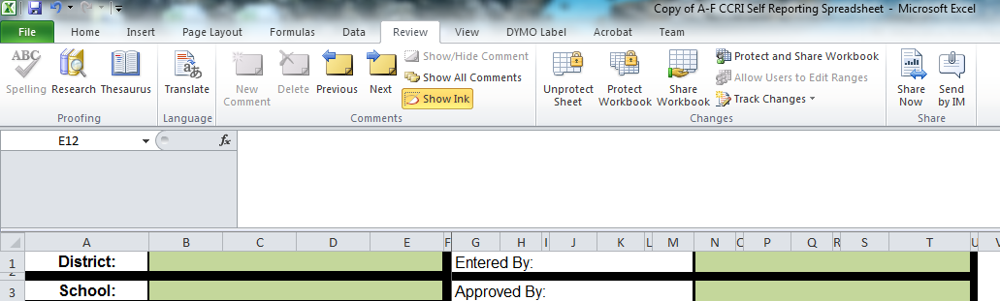 Copy of A-F CCRI Self Reporting Spreadsheet - Microsoft Excel
File Home Insert Page Layout Formulas Data Review View DYMO Label Acrobat Team
ABC
Spelling Research Thesaurus
Proofing
Translate
Language
New Comment
Delete
Previous
Next
Show/Hide Comment
Show All Comments
Show Ink
Comments
Unprotect Sheet
Protect Workbook
Share Workbook
Protect and Share Workbook
Allow Users to Edit Ranges
Track Changes
Changes
Share Now
Send by IM
Share
E12 fx
A B C D E F G H I J K L M N O P Q R S T U V
1 District: Entered By:
2
3 School: Approved By: